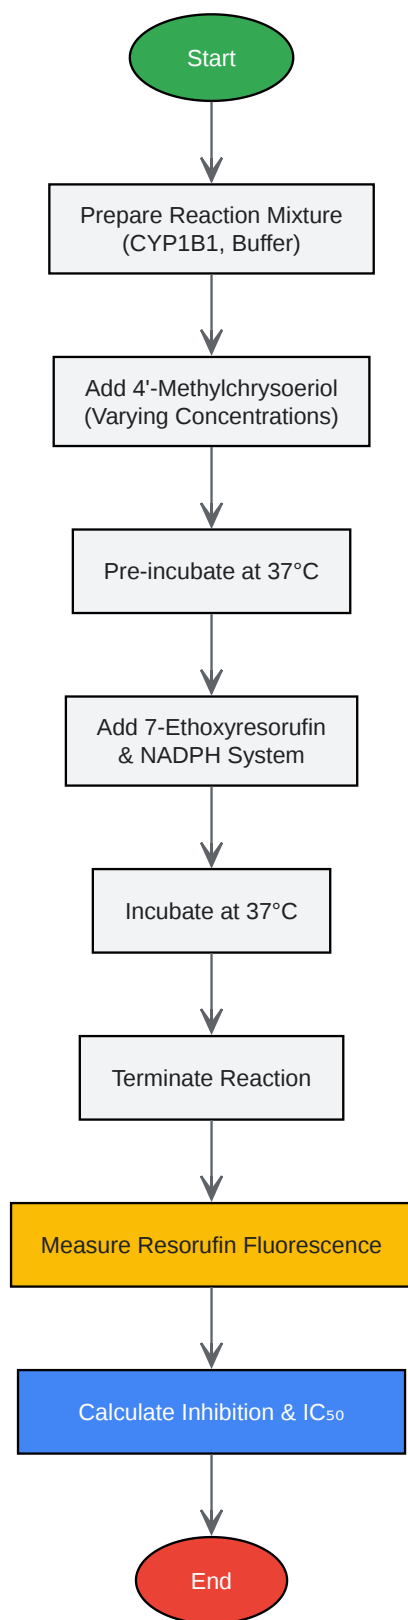 Start
Prepare Reaction Mixture
(CYP1B1, Buffer)
Add 4'-Methylchrysoeriol
(Varying Concentrations)
Pre-incubate at 37°C
Add 7-Ethoxyresorufin
& NADPH System
Incubate at 37°C
Terminate Reaction
Measure Resorufin Fluorescence
Calculate Inhibition & IC₅₀
End